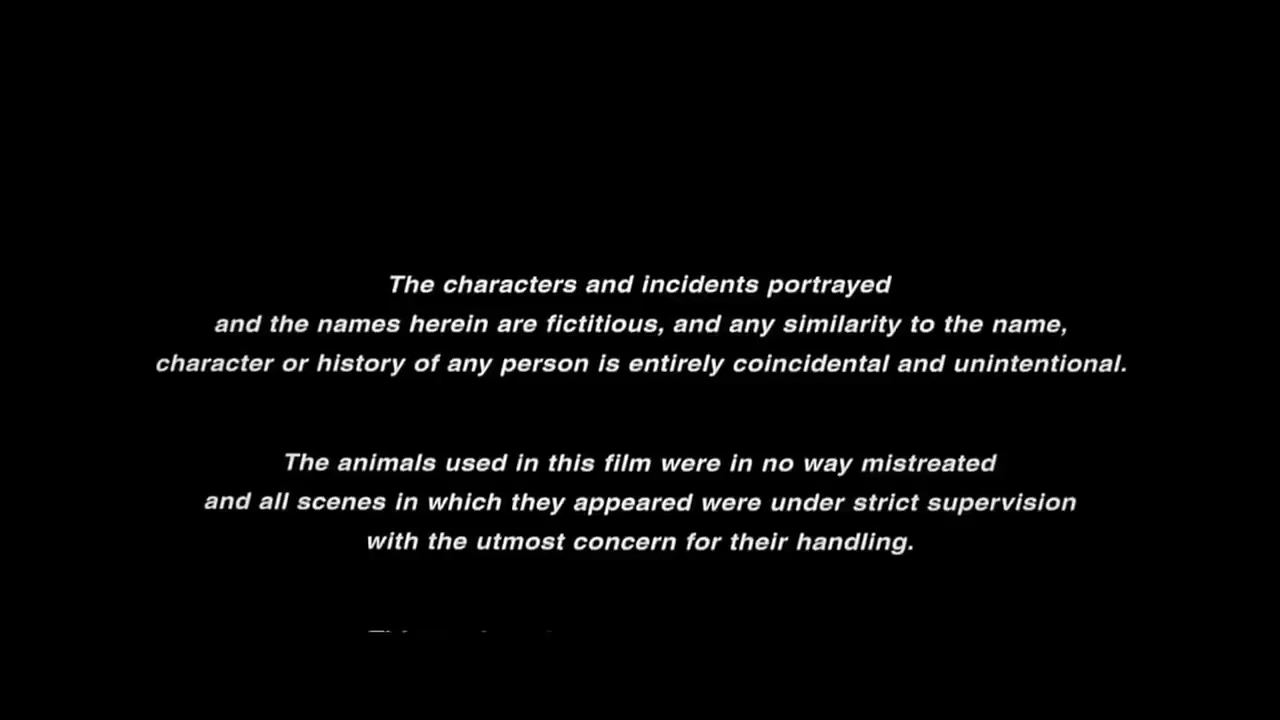 The characters and incidents portrayed
and the names herein are fictitious, and any similarity to the name,
character or history of any person is entirely coincidental and unintentional.
The animals used in this film were in no way mistreated
and all scenes in which they appeared were under strict supervision
with the utmost concern for their handling.